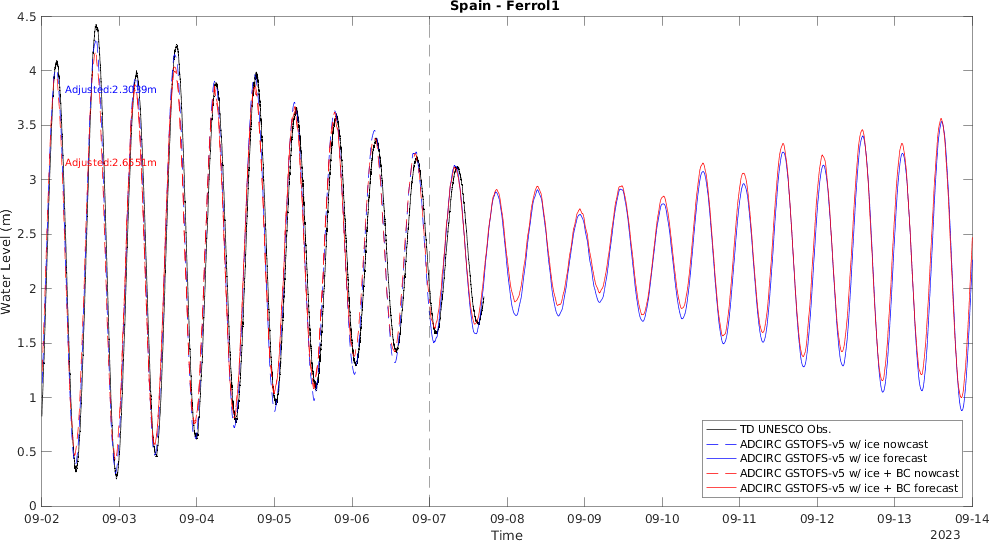 Spain - Ferrol1
4.5
4
3.5
3
2.5
2
1.5
1
0.5
0
Water Level (m)
Adjusted:2.3039m
Adjusted:2.6551m
TD UNESCO Obs.
ADCIRC GSTOFS-v5 w/ ice nowcast
ADCIRC GSTOFS-v5 w/ ice forecast
ADCIRC GSTOFS-v5 w/ ice + BC nowcast
ADCIRC GSTOFS-v5 w/ ice + BC forecast
09-02 09-03 09-04 09-05 09-06 09-07 09-08 09-09 09-10 09-11 09-12 09-13 09-14
Time
2023